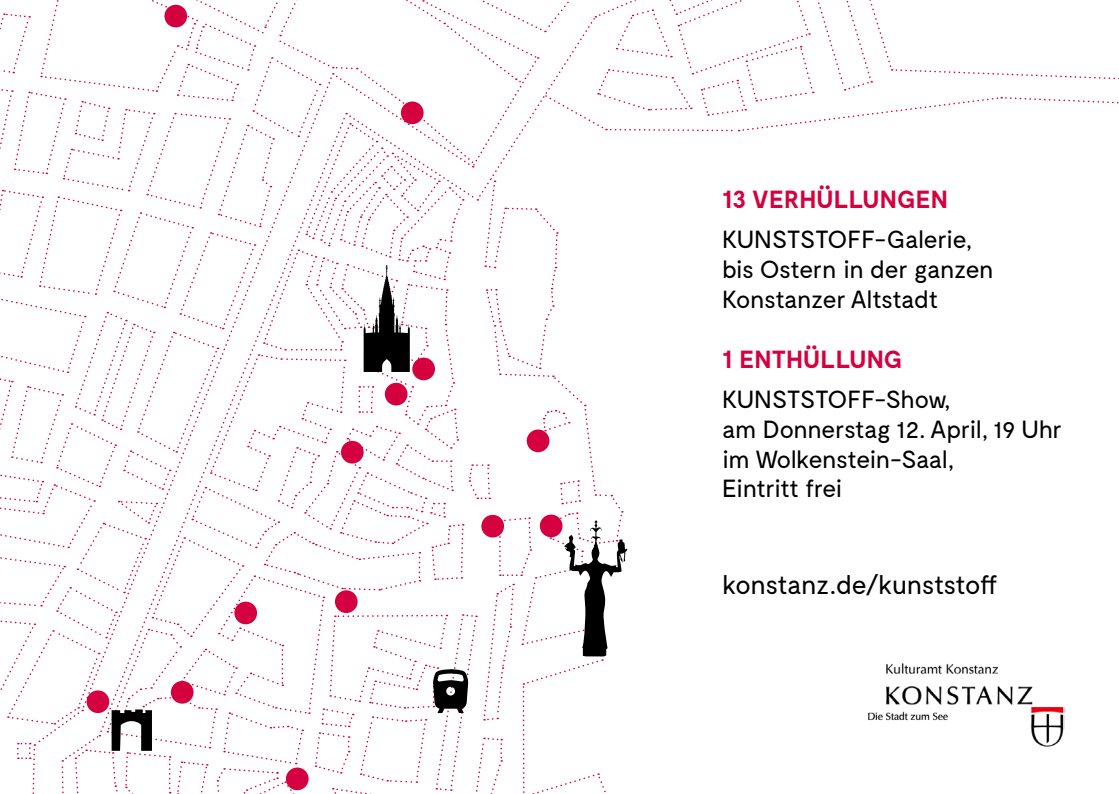 13 VERHÜLLUNGEN
KUNSTSTOFF-Galerie,
bis Ostern in der ganzen
Konstanzer Altstadt
1 ENTHÜLLUNG
KUNSTSTOFF-Show,
am Donnerstag 12. April, 19 Uhr
im Wolkenstein-Saal,
Eintritt frei
konstanz.de/kunststoff
Kulturamt Konstanz
KONSTANZ
Die Stadt zum See